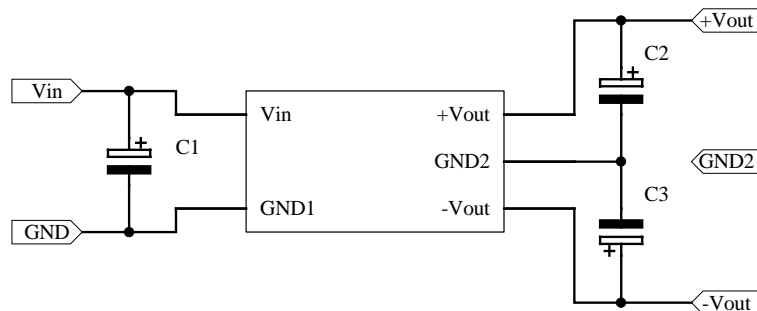 +Vout
C2
Vin
+
Vin
+Vout
+
C1
GND2
GND2
C3
GND1
-Vout
GND
+
-Vout